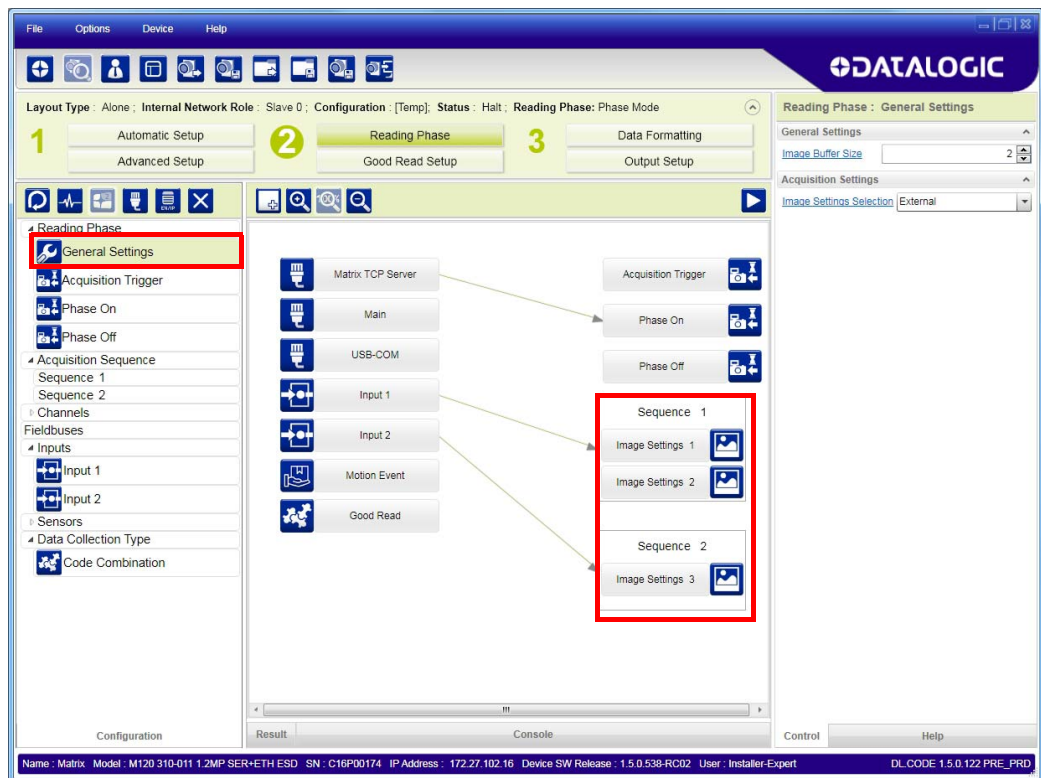 File Options Device Help
DATALOGIC
Layout Type : Alone ; Internal Network Role : Slave 0 ; Configuration : [Temp]; Status : Halt ; Reading Phase: Phase Mode
1 Automatic Setup 2 Reading Phase 3 Data Formatting
Advanced Setup Good Read Setup Output Setup
Reading Phase
General Settings
Acquisition Trigger
Phase On
Phase Off
Acquisition Sequence
Sequence 1
Sequence 2
Channels
Fieldbuses
Inputs
Input 1
Input 2
Sensors
Data Collection Type
Code Combination
Configuration
Matrix TCP Server
Main
USB-COM
Input 1
Input 2
Motion Event
Good Read
Acquisition Trigger
Phase On
Phase Off
Sequence 1
Image Settings 1
Image Settings 2
Sequence 2
Image Settings 3
Result Console
Reading Phase : General Settings
General Settings
Image Buffer Size 2
Acquisition Settings
Image Settings Selection External
Control Help
Name : Matrix Model : M120 310-011 1.2MP SER+ETH ESD SN : C16P00174 IP Address : 172.27.102.16 Device SW Release : 1.5.0.538-RC02 User : Installer-Expert DL.CODE 1.5.0.122 PRE_PRD